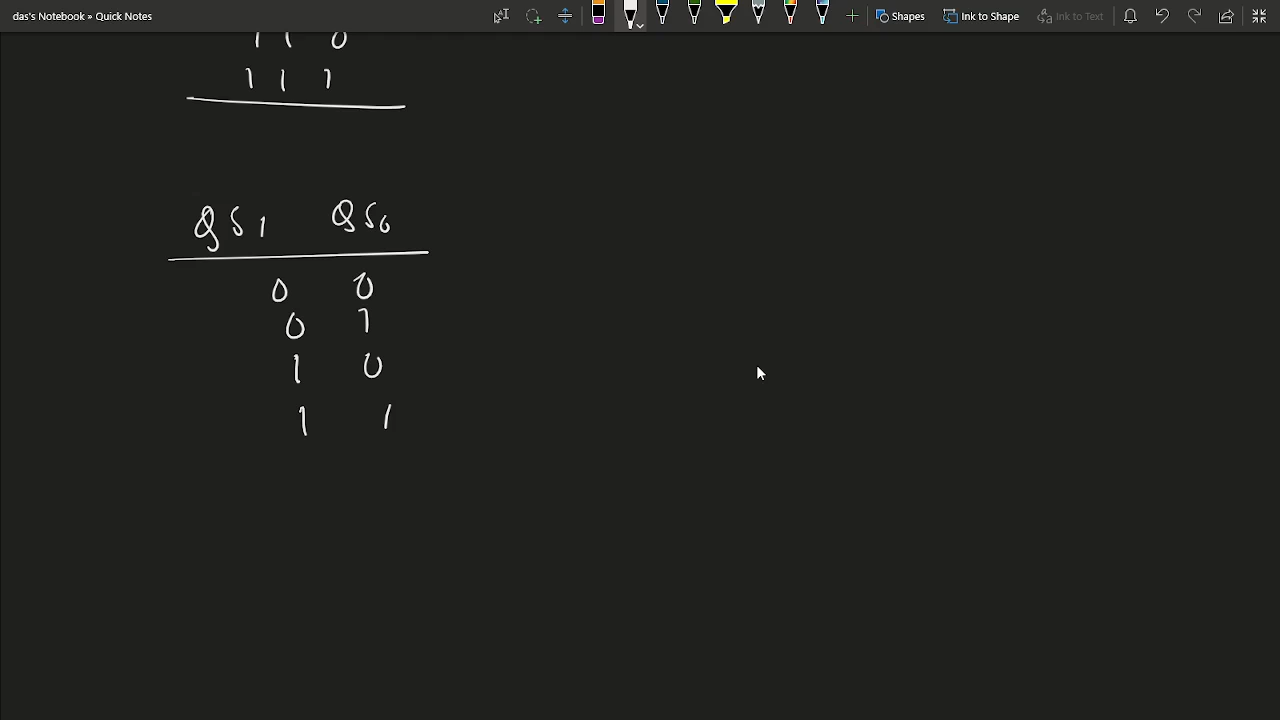 das's Notebook » Quick Notes
Shapes Ink to Shape Ink to Text
1 1 0
1 1 1
QS1 QS0
0 0
0 1
1 0
1 1